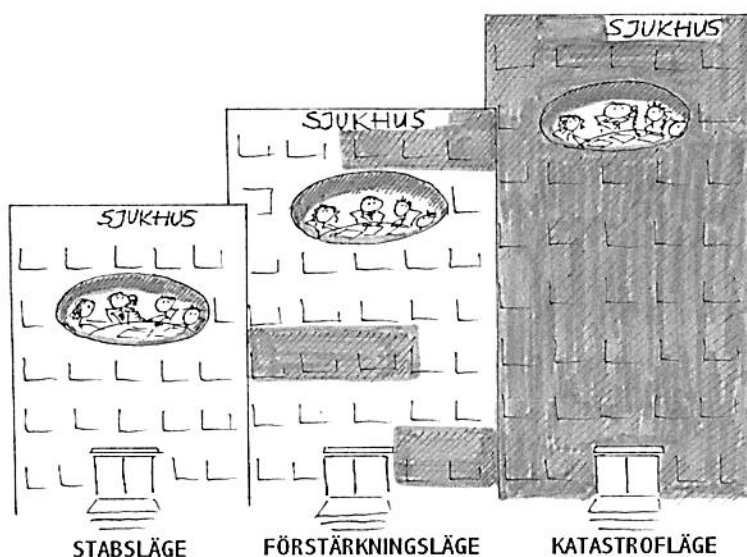 SJUKHUS
SJUKHUS
SJUKHUS
STABSLÄGE
FÖRSTÄRKNINGSLÄGE
KATASTROFLÄGE